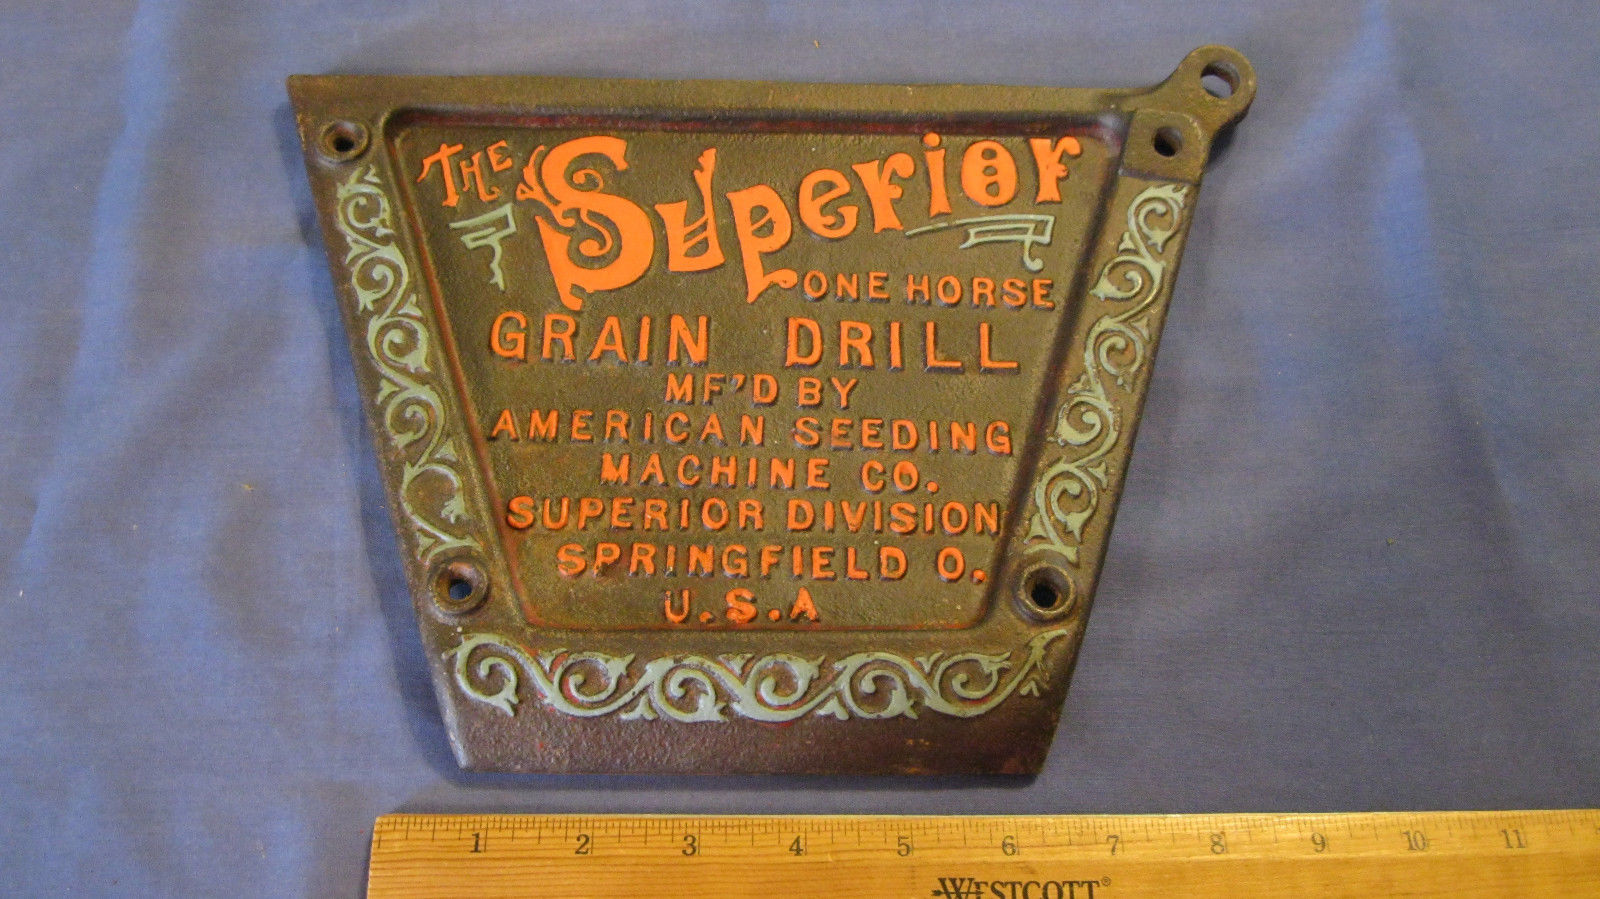 THE Superior
ONE HORSE
GRAIN DRILL
MF'D BY
AMERICAN SEEDING
MACHINE CO.
SUPERIOR DIVISION
SPRINGFIELD O.
U.S.A
1 2 3 4 5 6 7 8 9 10 11
WESTCOTT®